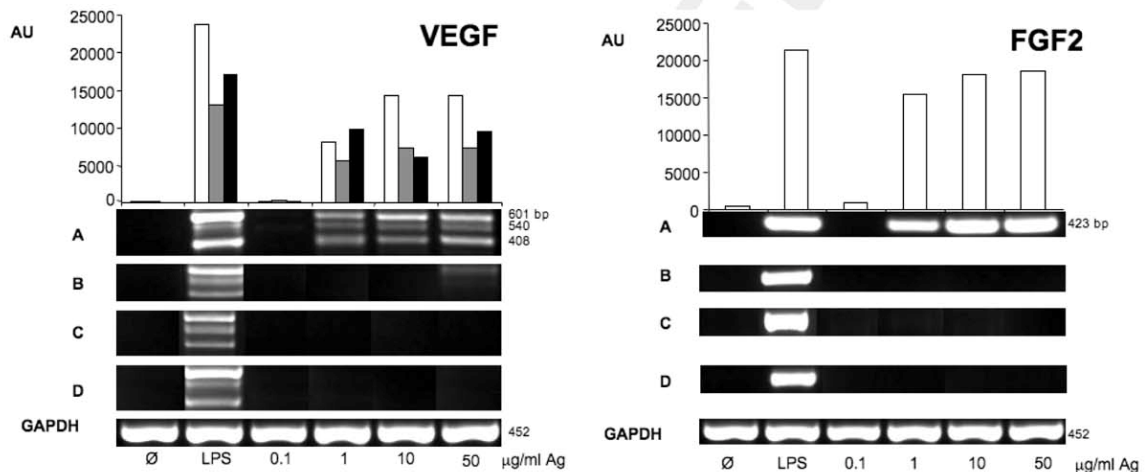 AU
25000
20000
15000
10000
5000
0
VEGF
A
601 bp
540
408
B
C
D
GAPDH
452
Ø LPS 0.1 1 10 50 µg/ml Ag
AU
25000
20000
15000
10000
5000
0
FGF2
A
423 bp
B
C
D
GAPDH
452
Ø LPS 0.1 1 10 50 µg/ml Ag